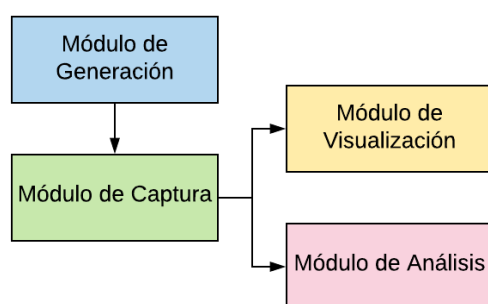 Módulo de
Generación
Módulo de Captura
Módulo de
Visualización
Módulo de Análisis